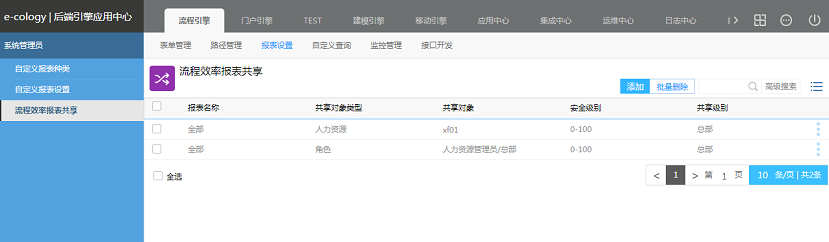 e-cology | 后端引擎应用中心
流程引擎 门户引擎 TEST 建模引擎 移动引擎 应用中心 集成中心 运维中心 日志中心
系统管理员
表单管理 路径管理 报表设置 自定义查询 监控管理 接口开发
自定义报表种类
自定义报表设置
流程效率报表共享
流程效率报表共享
添加 批量删除 高级搜索
报表名称 共享对象类型 共享对象 安全级别 共享级别
全部 人力资源 xf01 0-100 总部
全部 角色 人力资源管理员/总部 0-100 总部
全选
< 1 > 第 1 页 10 条/页 | 共2条